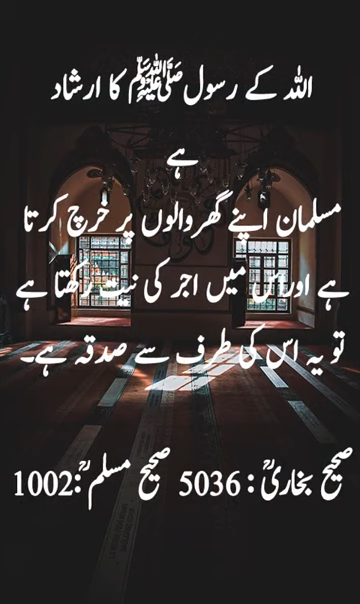 اللہ کے رسول ﷺ کا ارشاد
ہے
مسلمان اپنے گھر والوں پر خرچ کرتا
ہے اور اس میں اجر کی نیت رکھتا ہے
تو یہ اس کی طرف سے صدقہ ہے۔
صحیح بخاریؒ : 5036 صحیح مسلمؒ :1002